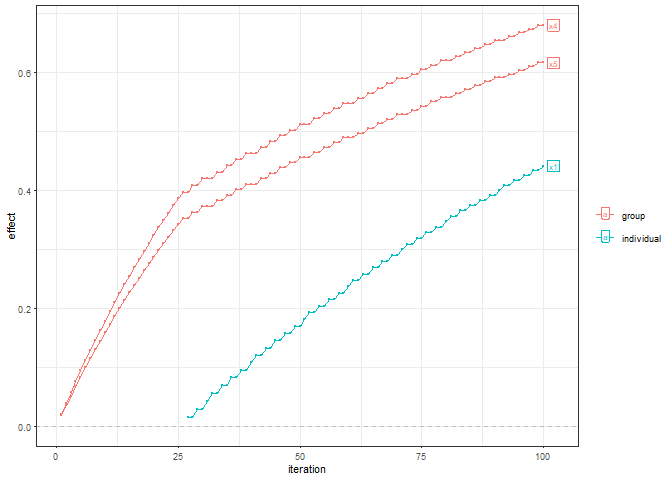 x4
x5
x1
0.6
0.4
0.2
0.0
effect
0 25 50 75 100
iteration
a group
a individual